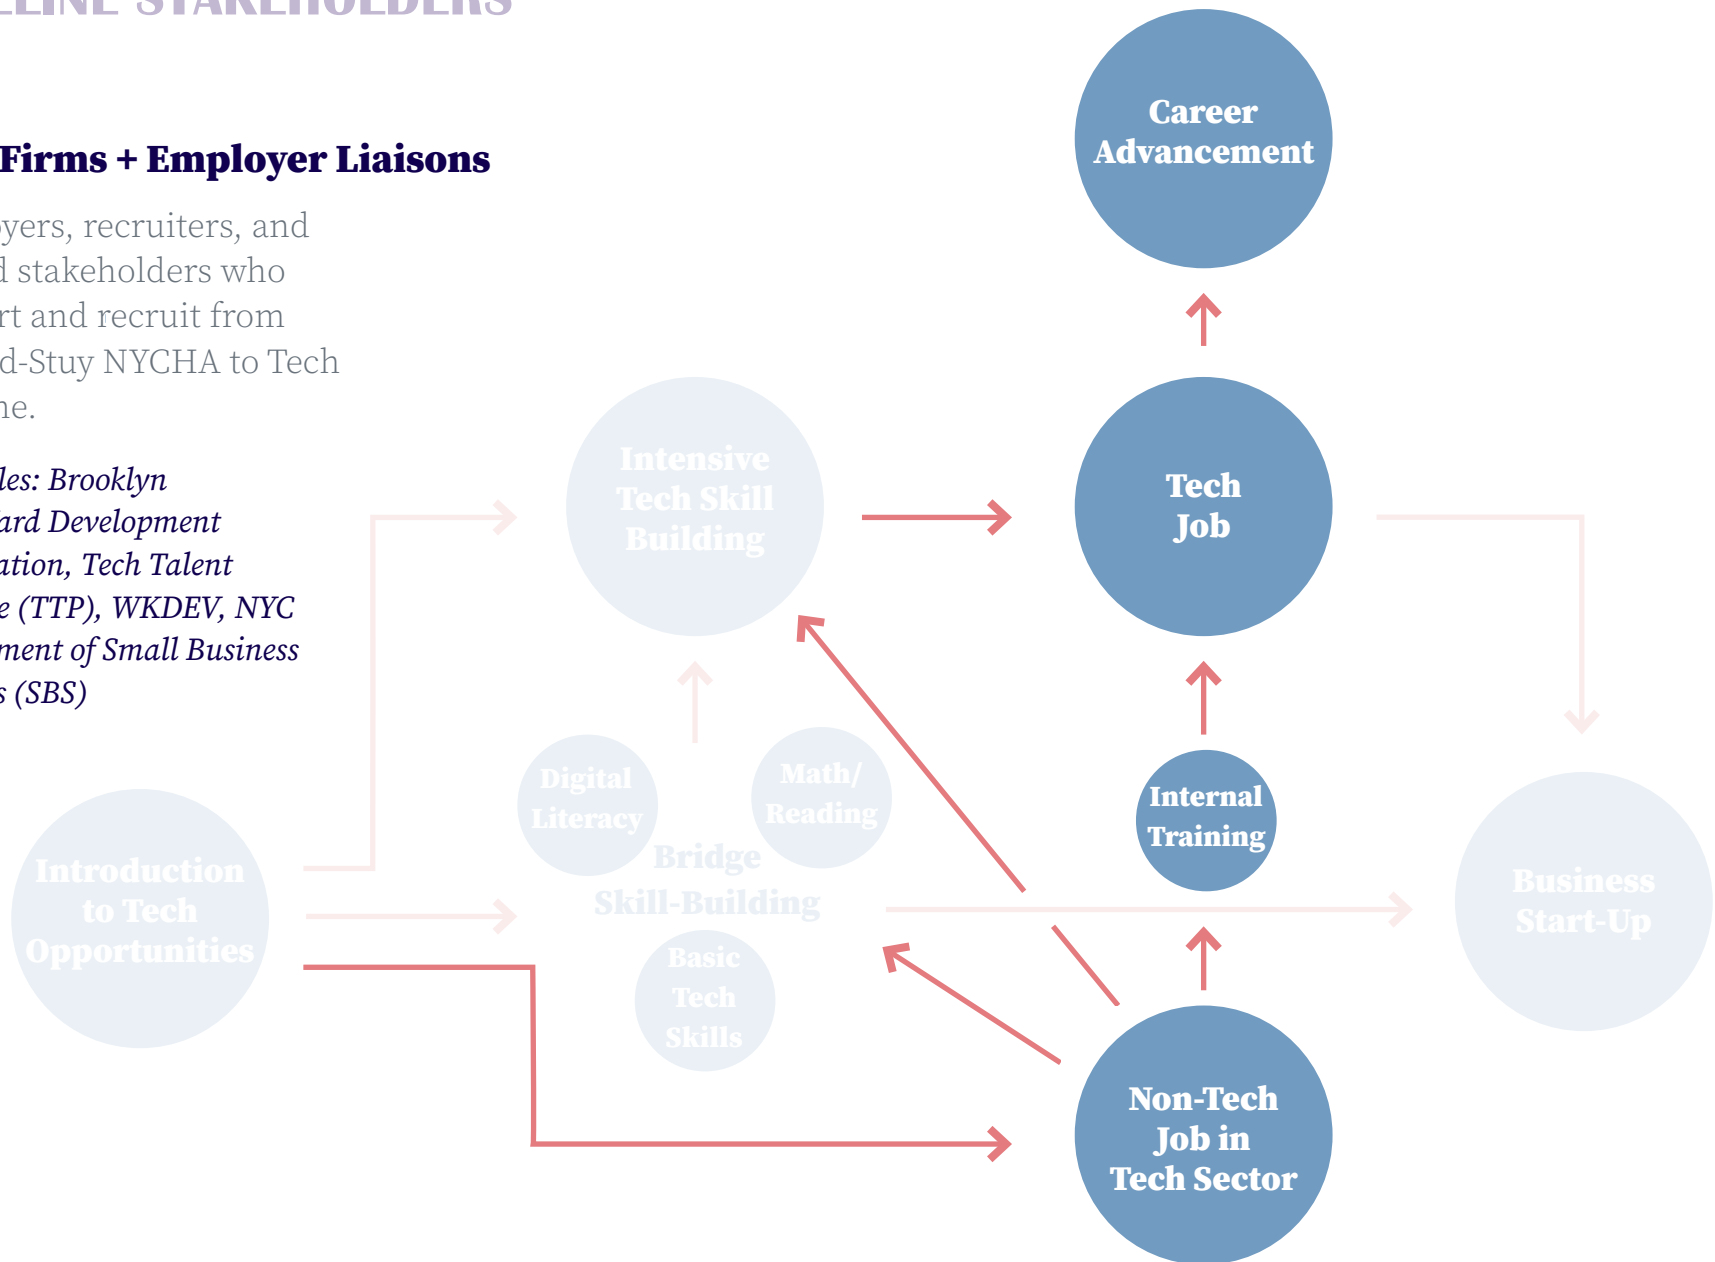 STAKEHOLDERS
Firms + Employer Liaisons
yers, recruiters, and
stakeholders who
rt and recruit from
d-Stuy NYCHA to Tech
ne.
les: Brooklyn
ard Development
ation, Tech Talent
e (TTP), WKDEV, NYC
ment of Small Business
s (SBS)
Career
Advancement
Intensive
Tech Skill
Building
Tech
Job
Digital
Literacy
Math/
Reading
Bridge
Skill-Building
Basic
Tech
Skills
Internal
Training
Introduction
to Tech
Opportunities
Business
Start-Up
Non-Tech
Job in
Tech Sector